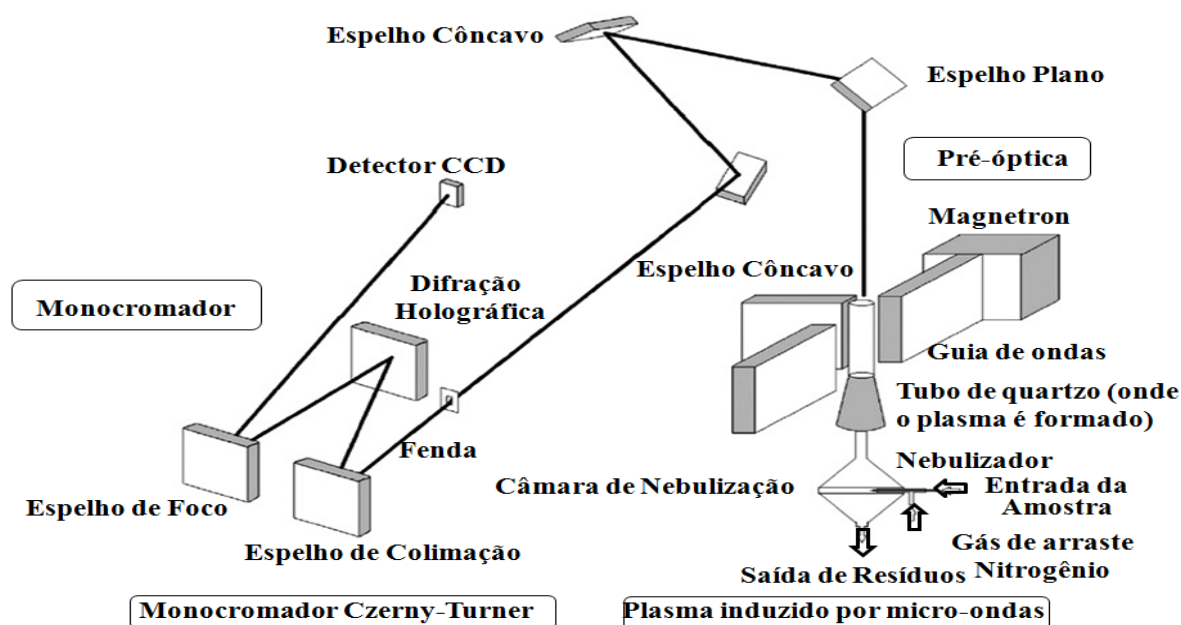 Espelho Côncavo
Espelho Plano
Detector CCD
Pré-óptica
Magnetron
Espelho Côncavo
Difração
Holográfica
Monocromador
Guia de ondas
Tubo de quartzo (onde
o plasma é formado)
Fenda
Nebulizador
Câmara de Nebulização
Entrada da
Amostra
Espelho de Foco
Espelho de Colimação
Gás de arraste
Nitrogênio
Saída de Resíduos
Monocromador Czerny-Turner
Plasma induzido por micro-ondas